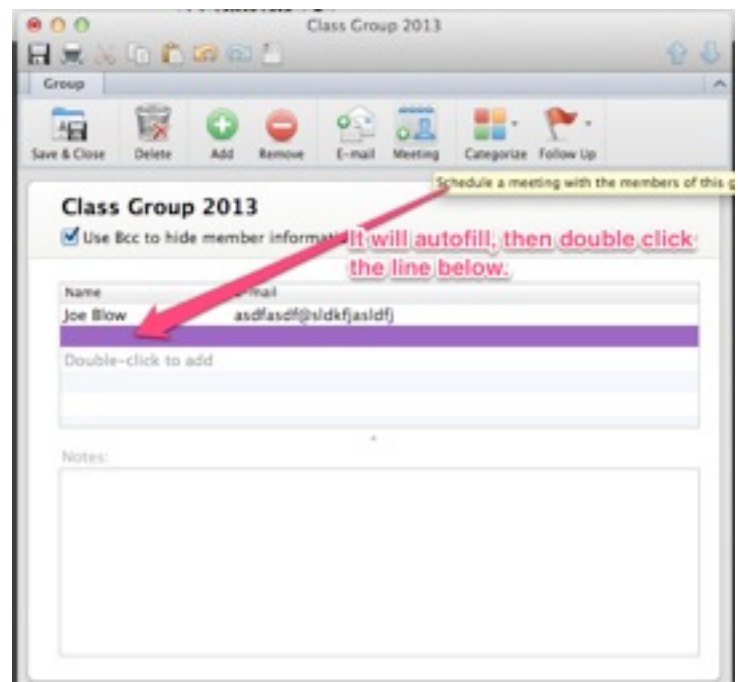 Class Group 2013
Group
Save & Close Delete Add Remove E-mail Meeting Categorize Follow Up
Schedule a meeting with the members of this g
Class Group 2013
Use Bcc to hide member informati
It will autofill, then double click
the line below.
Name E-mail
Joe Blow asdfasdf@sldkfjasldfj
Double-click to add
Notes: